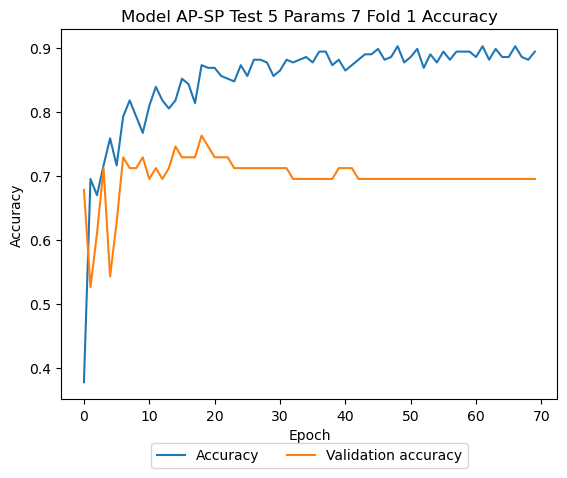 Model AP-SP Test 5 Params 7 Fold 1 Accuracy
Accuracy
0.9
0.8
0.7
0.6
0.5
0.4
0 10 20 30 40 50 60 70
Epoch
Accuracy Validation accuracy